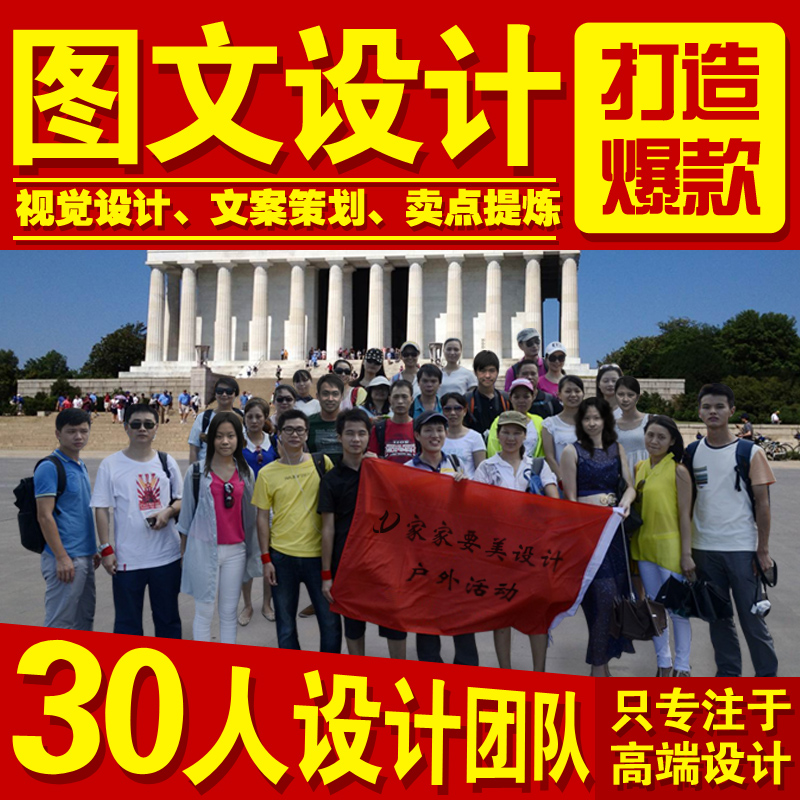 图文设计
视觉设计、文案策划、卖点提炼
打造
爆款
家家要美设计
户外活动
30人设计团队
只专注于
高端设计